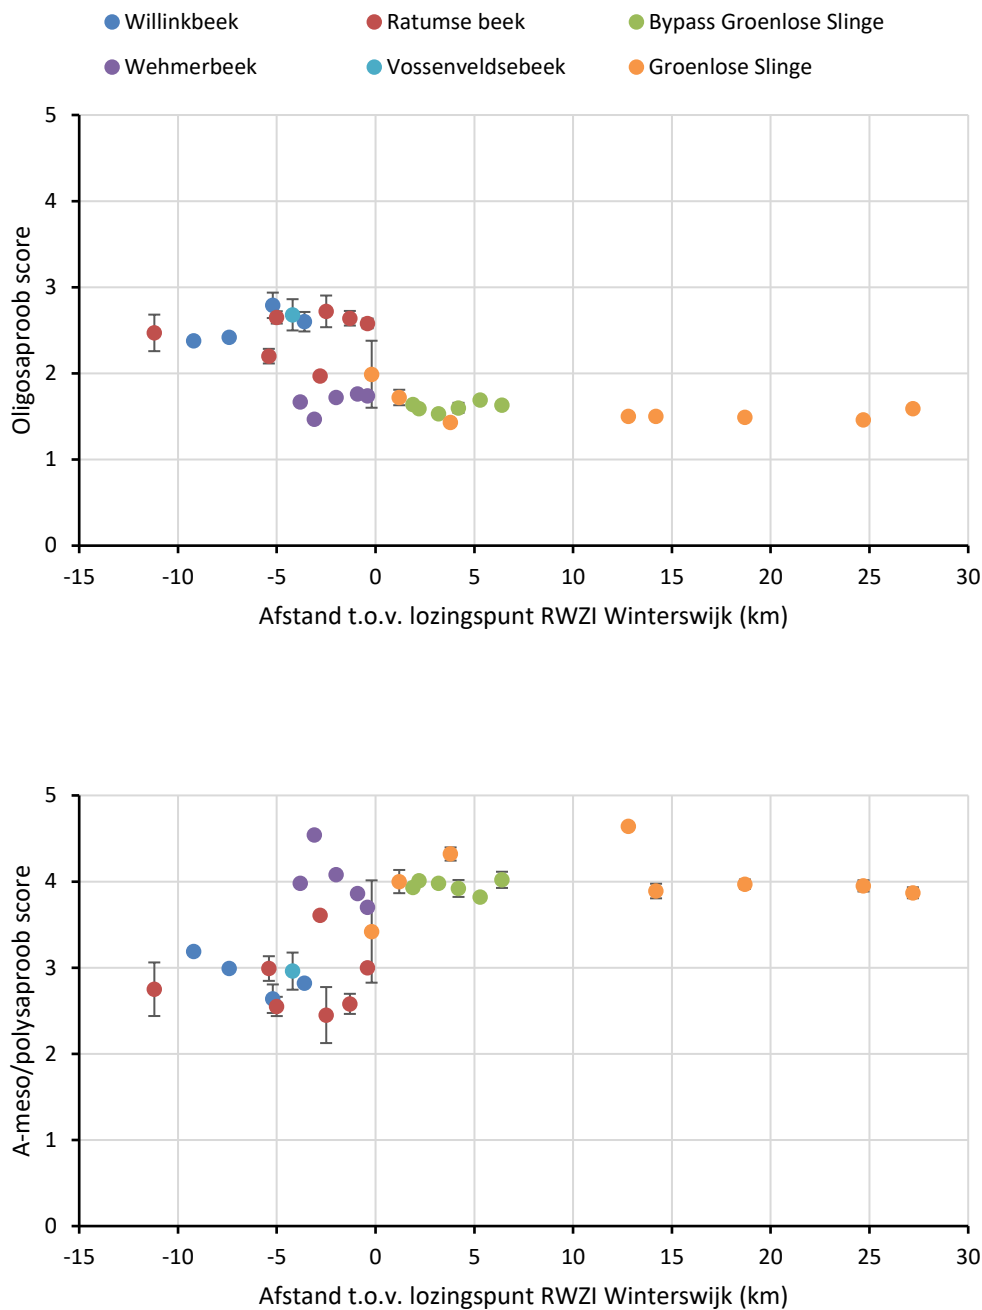 Willinkbeek Ratumse beek Bypass Groenlose Slinge
Wehmerbeek Vossenveldsebeek Groenlose Slinge
5
4
3
2
1
0
Oligosaproob score
-15 -10 -5 0 5 10 15 20 25 30
Afstand t.o.v. lozingspunt RWZI Winterswijk (km)
5
4
3
2
1
0
A-meso/polysaproob score
-15 -10 -5 0 5 10 15 20 25 30
Afstand t.o.v. lozingspunt RWZI Winterswijk (km)